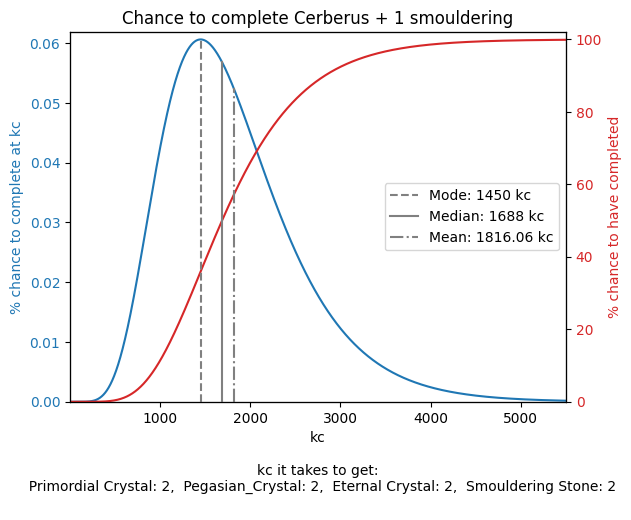 Chance to complete Cerberus + 1 smouldering
% chance to complete at kc
0.06
0.05
0.04
0.03
0.02
0.01
0.00
Mode: 1450 kc
Median: 1688 kc
Mean: 1816.06 kc
100
80
60
40
20
0
% chance to have completed
1000 2000 3000 4000 5000
kc
kc it takes to get:
Primordial Crystal: 2,  Pegasian_Crystal: 2,  Eternal Crystal: 2,  Smouldering Stone: 2